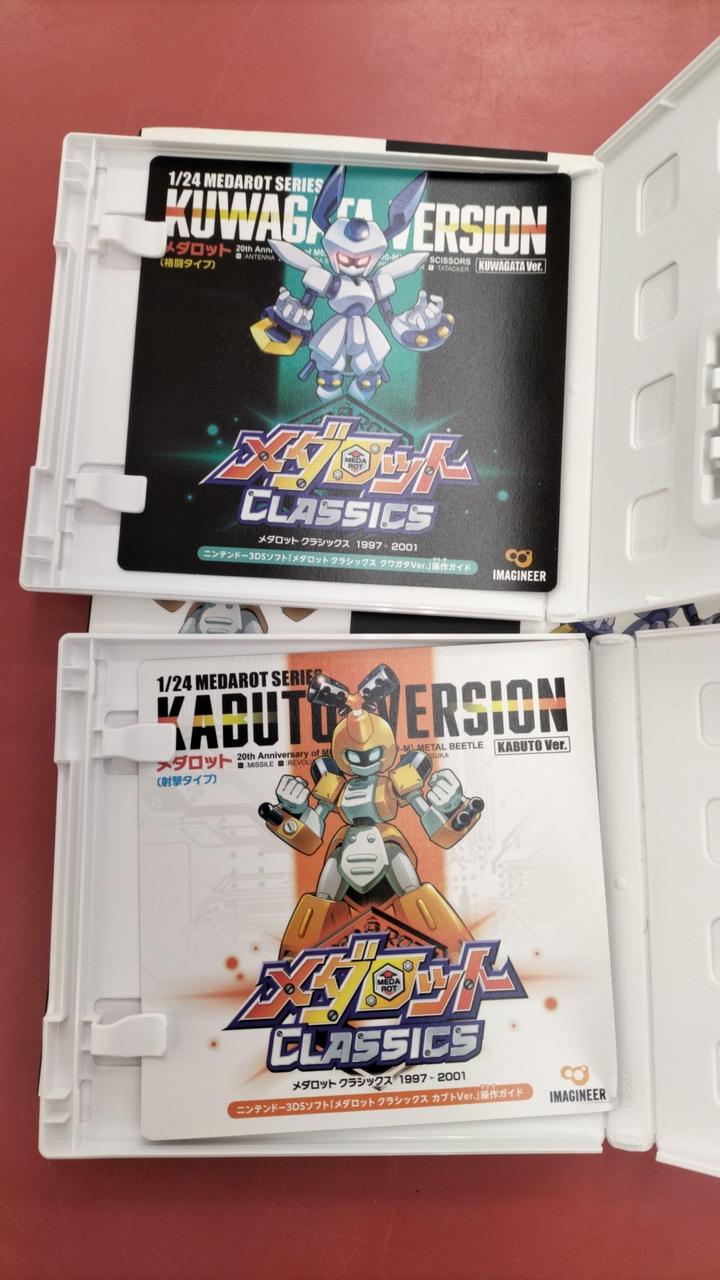 1/24 MEDAROT SERIES
KUWAGATA VERSION
メダロット
20th Ann
SCISSORS
ANTENNA
TATACKER
KUWAGATA Ver.
(格闘タイプ)
メダロット
MEDA
ROT
CLASSICS
メダロット クラシックス 1997▸2001
ニンテンドー3DSソフト「メダロット クラシックス クワガタVer.」操作ガイド
IMAGINEER
1/24 MEDAROT SERIES
KABUTO VERSION
メダロット
20th Anniversary of
METAL BEETLE
MISSILE
KABUTO Ver.
(射撃タイプ)
メダロット
MEDA
ROT
CLASSICS
メダロット クラシックス 1997▸2001
ニンテンドー3DSソフト「メダロット クラシックス カブトVer.」操作ガイド
IMAGINEER